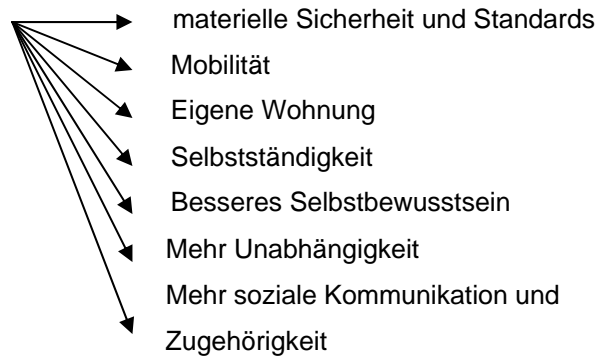 materielle Sicherheit und Standards
Mobilität
Eigene Wohnung
Selbstständigkeit
Besseres Selbstbewusstsein
Mehr Unabhängigkeit
Mehr soziale Kommunikation und
Zugehörigkeit